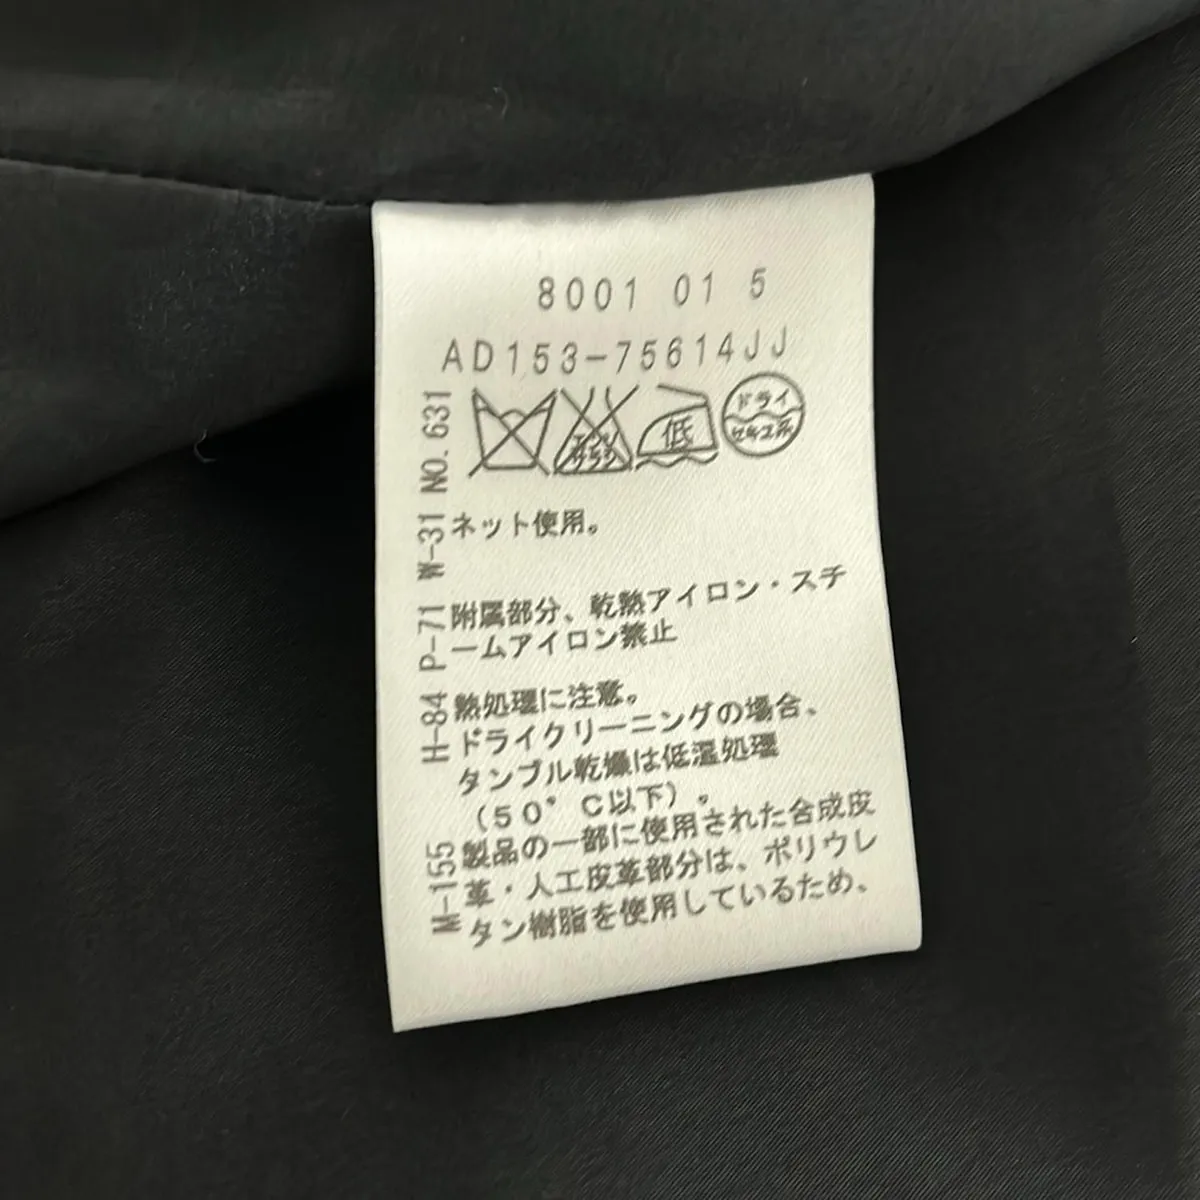 8001 01 5
AD153-75614JJ
低
ドライ
セキユ系
ネット使用。
附属部分、乾熱アイロン・スチ
ームアイロン禁止
熱処理に注意。
ドライクリーニングの場合、
タンブル乾燥は低温処理
(50°C以下)。
製品の一部に使用された合成皮
革・人工皮革部分は、ポリウレ
タン樹脂を使用しているため、
M-155 H-84 P-71 W-31 NO.631